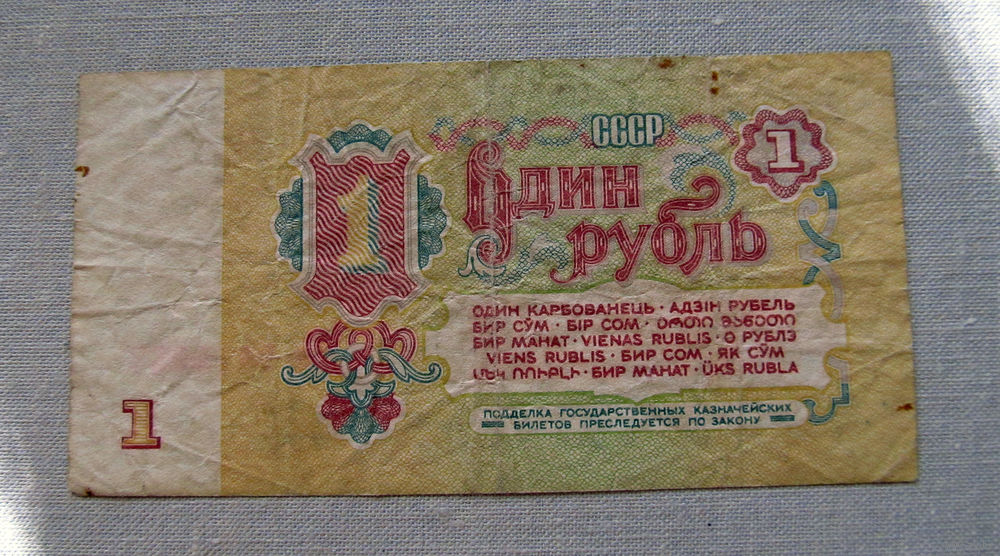 СССР
1
1
Один
рубль
ОДИН КАРБОВАНЕЦЬ · АДЗІН РУБЕЛЬ
БИР СЎМ · БІР СОМ · ᲔᲠᲗᲘ ᲛᲐᲜᲔᲗᲘ
БИР МАНАТ · VIENAS RUBLIS · О РУБЛЭ
VIENS RUBLIS · БИР СОМ · ЯК СӮМ
ՄԵԿ ՌՈՒԲԼԻ · БИР МАНАТ · ÜKS RUBLA
1
ПОДДЕЛКА ГОСУДАРСТВЕННЫХ КАЗНАЧЕЙСКИХ
БИЛЕТОВ ПРЕСЛЕДУЕТСЯ ПО ЗАКОНУ